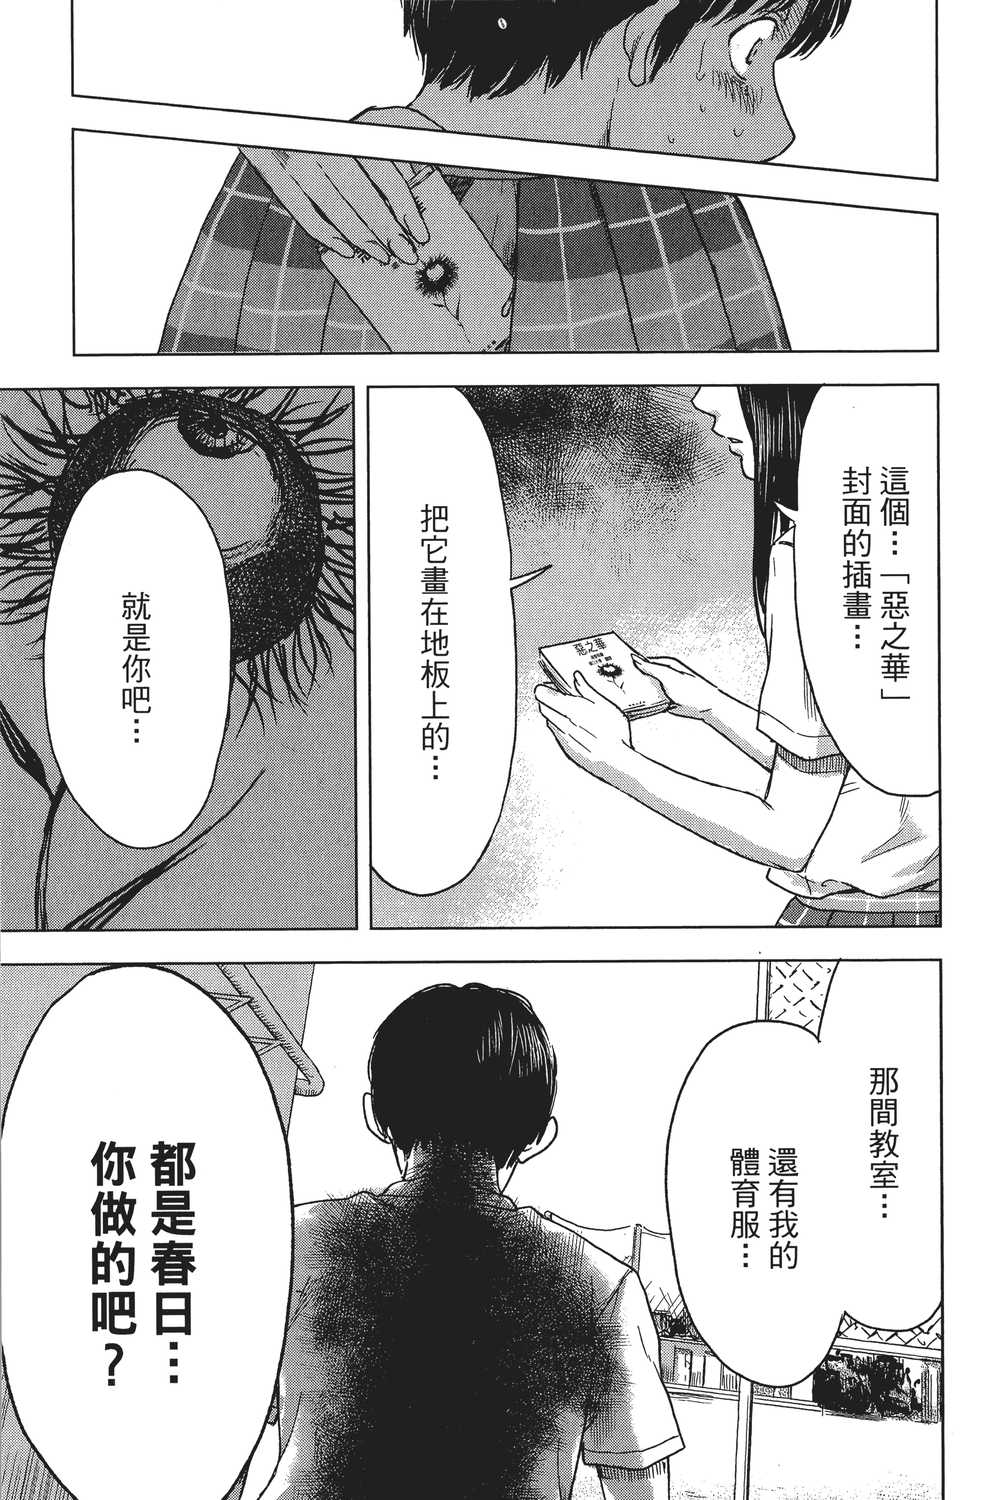 這個…「惡之華」
封面的插畫…
惡之華
把它畫在地板上的…
就是你吧…
那間教室…
還有我的
體育服…
都是春日…
你做的吧？